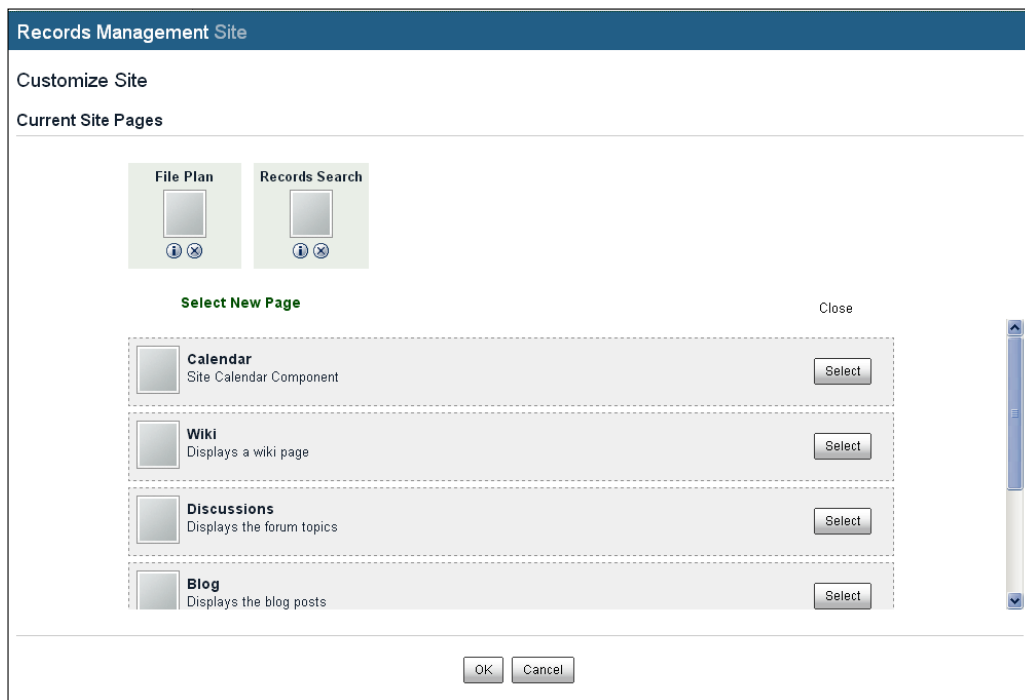 Records Management Site
Customize Site
Current Site Pages
File Plan
Records Search
Select New Page
Close
Calendar
Site Calendar Component
Select
Wiki
Displays a wiki page
Select
Discussions
Displays the forum topics
Select
Blog
Displays the blog posts
Select
OK
Cancel